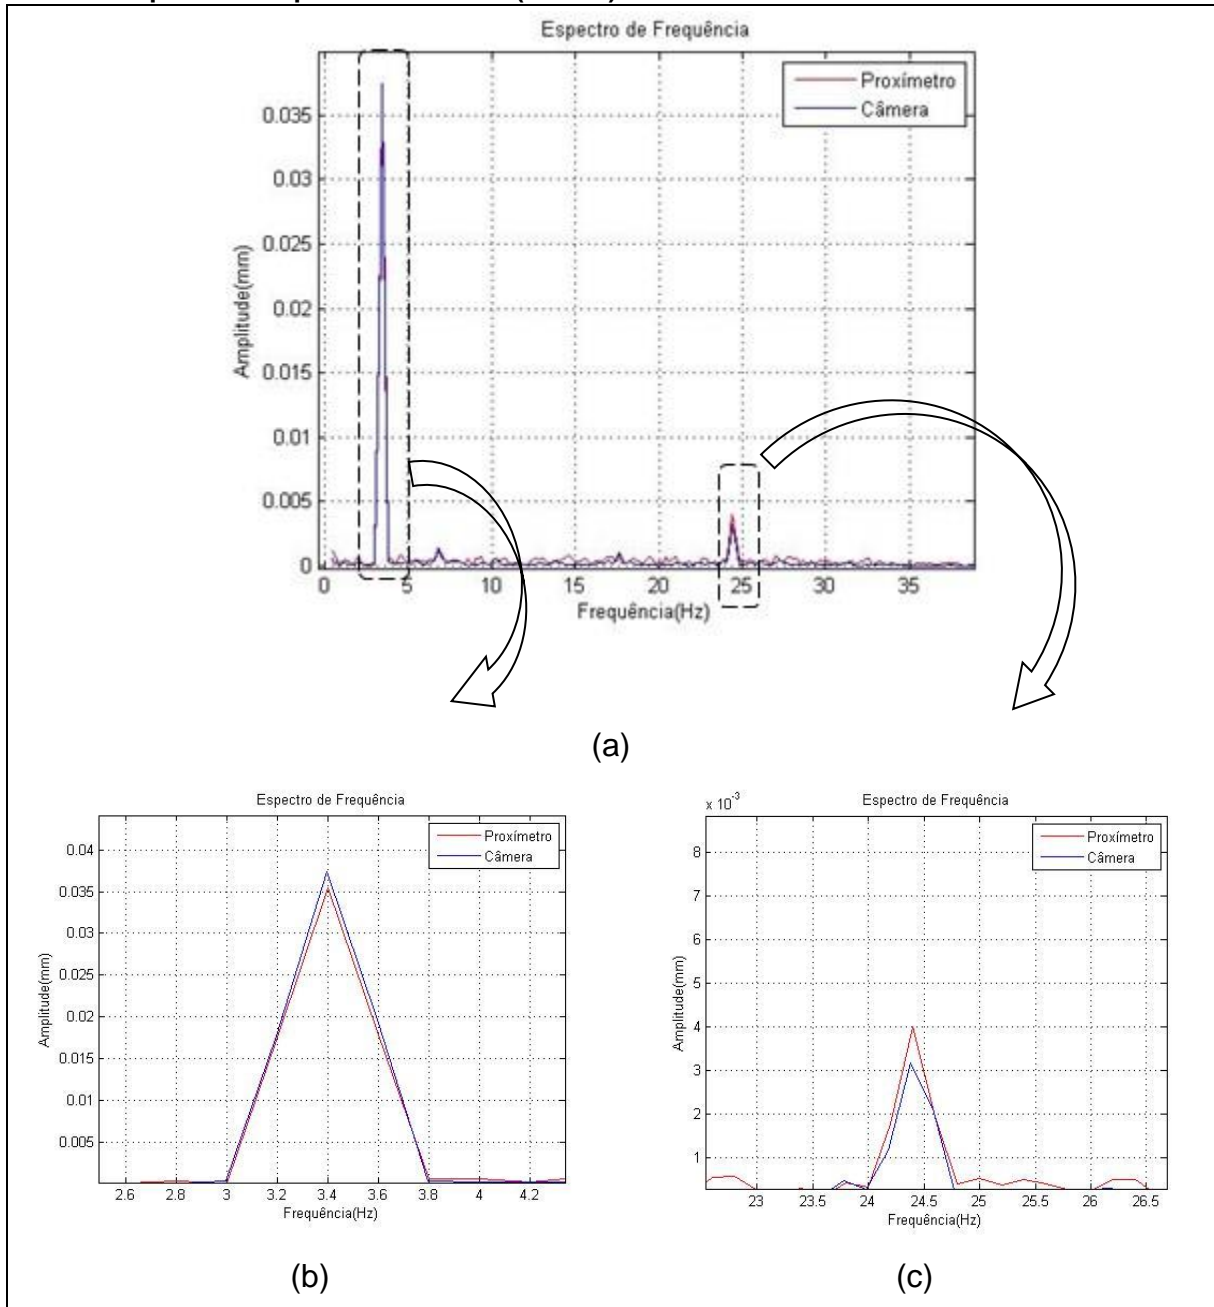 Espectro de Frequência
Proxímetro
Câmera
Amplitude(mm)
0.035
0.03
0.025
0.02
0.015
0.01
0.005
0
0 5 10 15 20 25 30 35
Frequência(Hz)
(a)
Espectro de Frequência
Proxímetro
Câmera
Amplitude(mm)
0.04
0.035
0.03
0.025
0.02
0.015
0.01
0.005
2.6 2.8 3 3.2 3.4 3.6 3.8 4 4.2
Frequência(Hz)
(b)
x 10⁻³
Espectro de Frequência
Proxímetro
Câmera
Amplitude(mm)
8
7
6
5
4
3
2
1
23 23.5 24 24.5 25 25.5 26 26.5
Frequência(Hz)
(c)